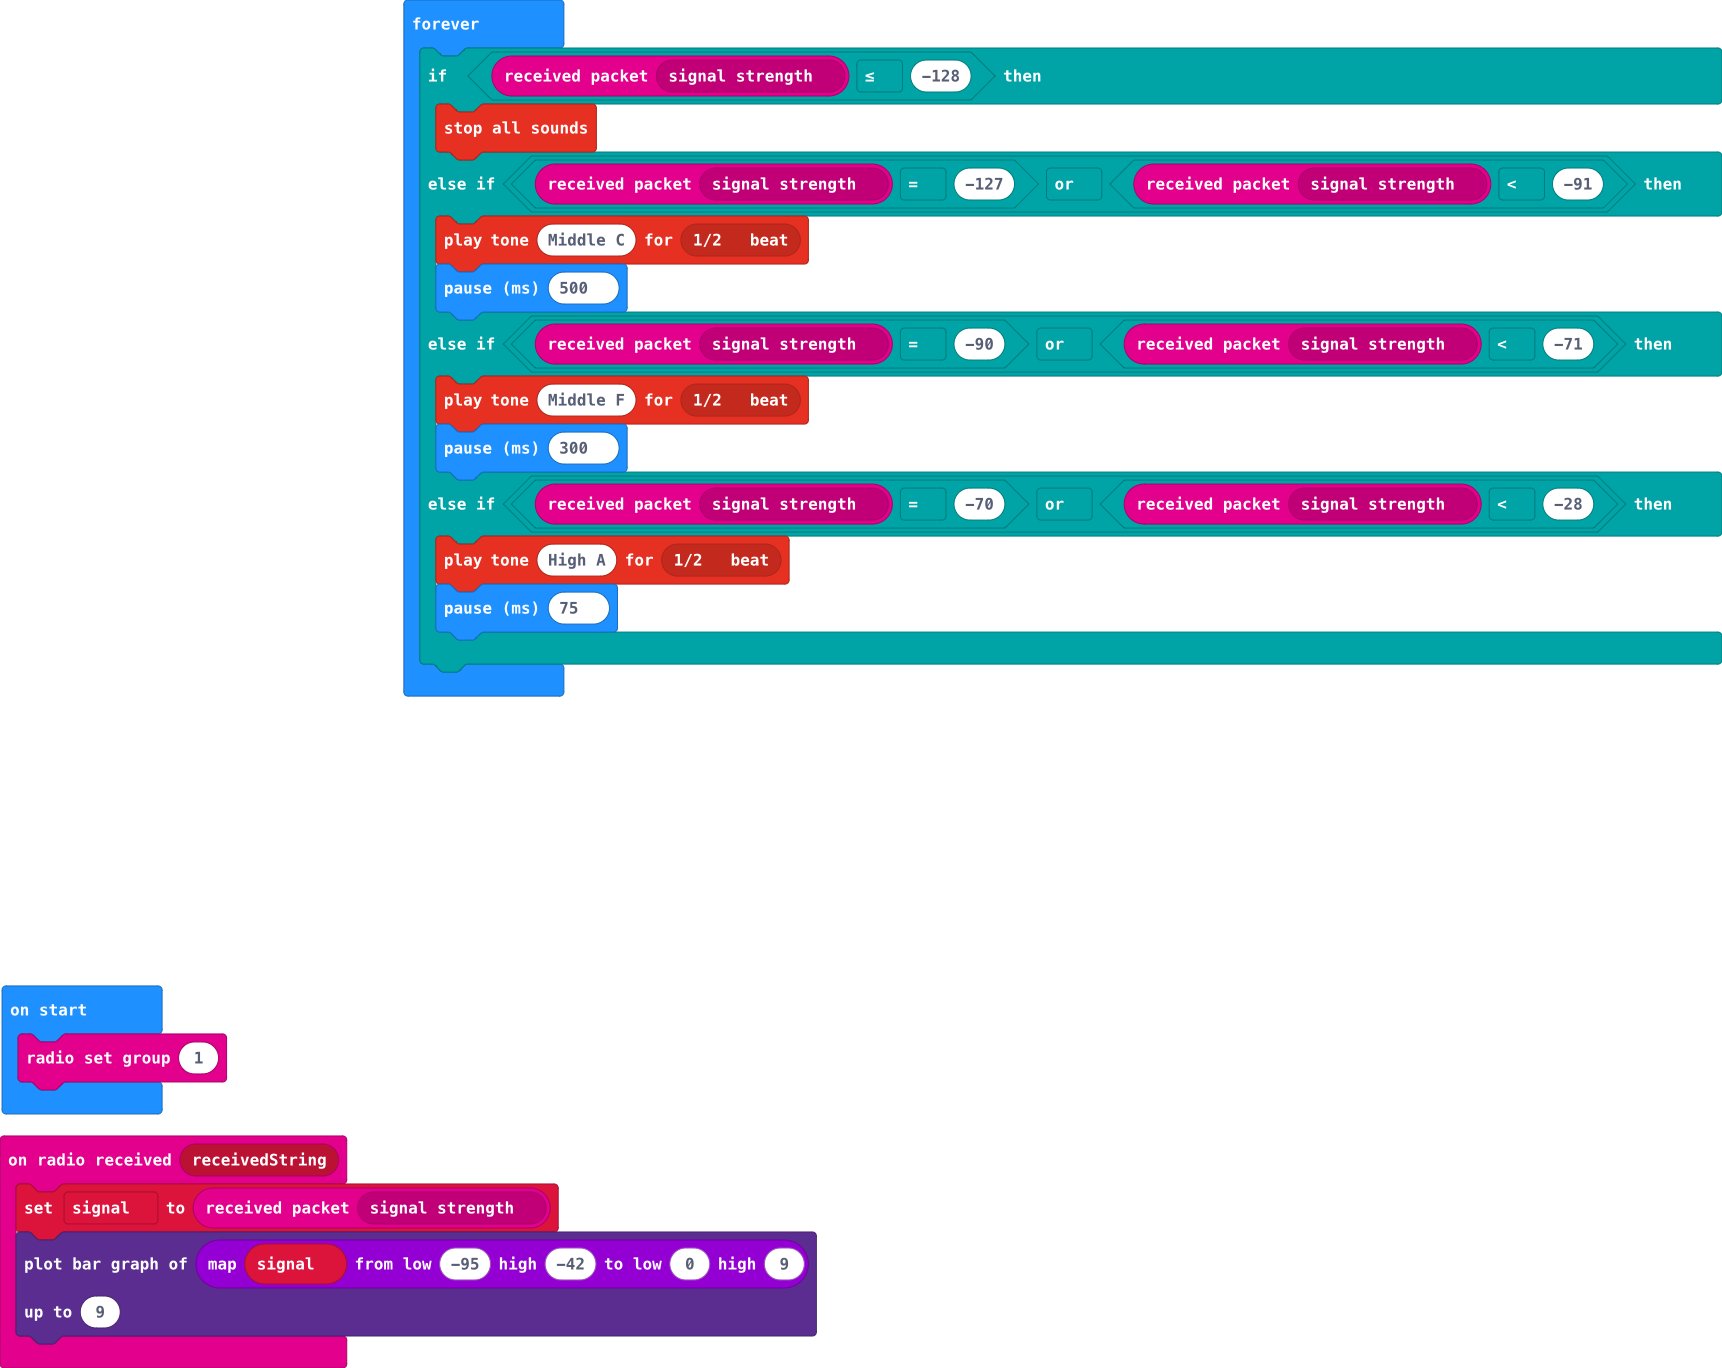 forever
if received packet signal strength ≤ -128 then
stop all sounds
else if received packet signal strength = -127 or received packet signal strength < -91 then
play tone Middle C for 1/2 beat
pause (ms) 500
else if received packet signal strength = -90 or received packet signal strength < -71 then
play tone Middle F for 1/2 beat
pause (ms) 300
else if received packet signal strength = -70 or received packet signal strength < -28 then
play tone High A for 1/2 beat
pause (ms) 75
on start
radio set group 1
on radio received receivedString
set signal to received packet signal strength
plot bar graph of map signal from low -95 high -42 to low 0 high 9
up to 9